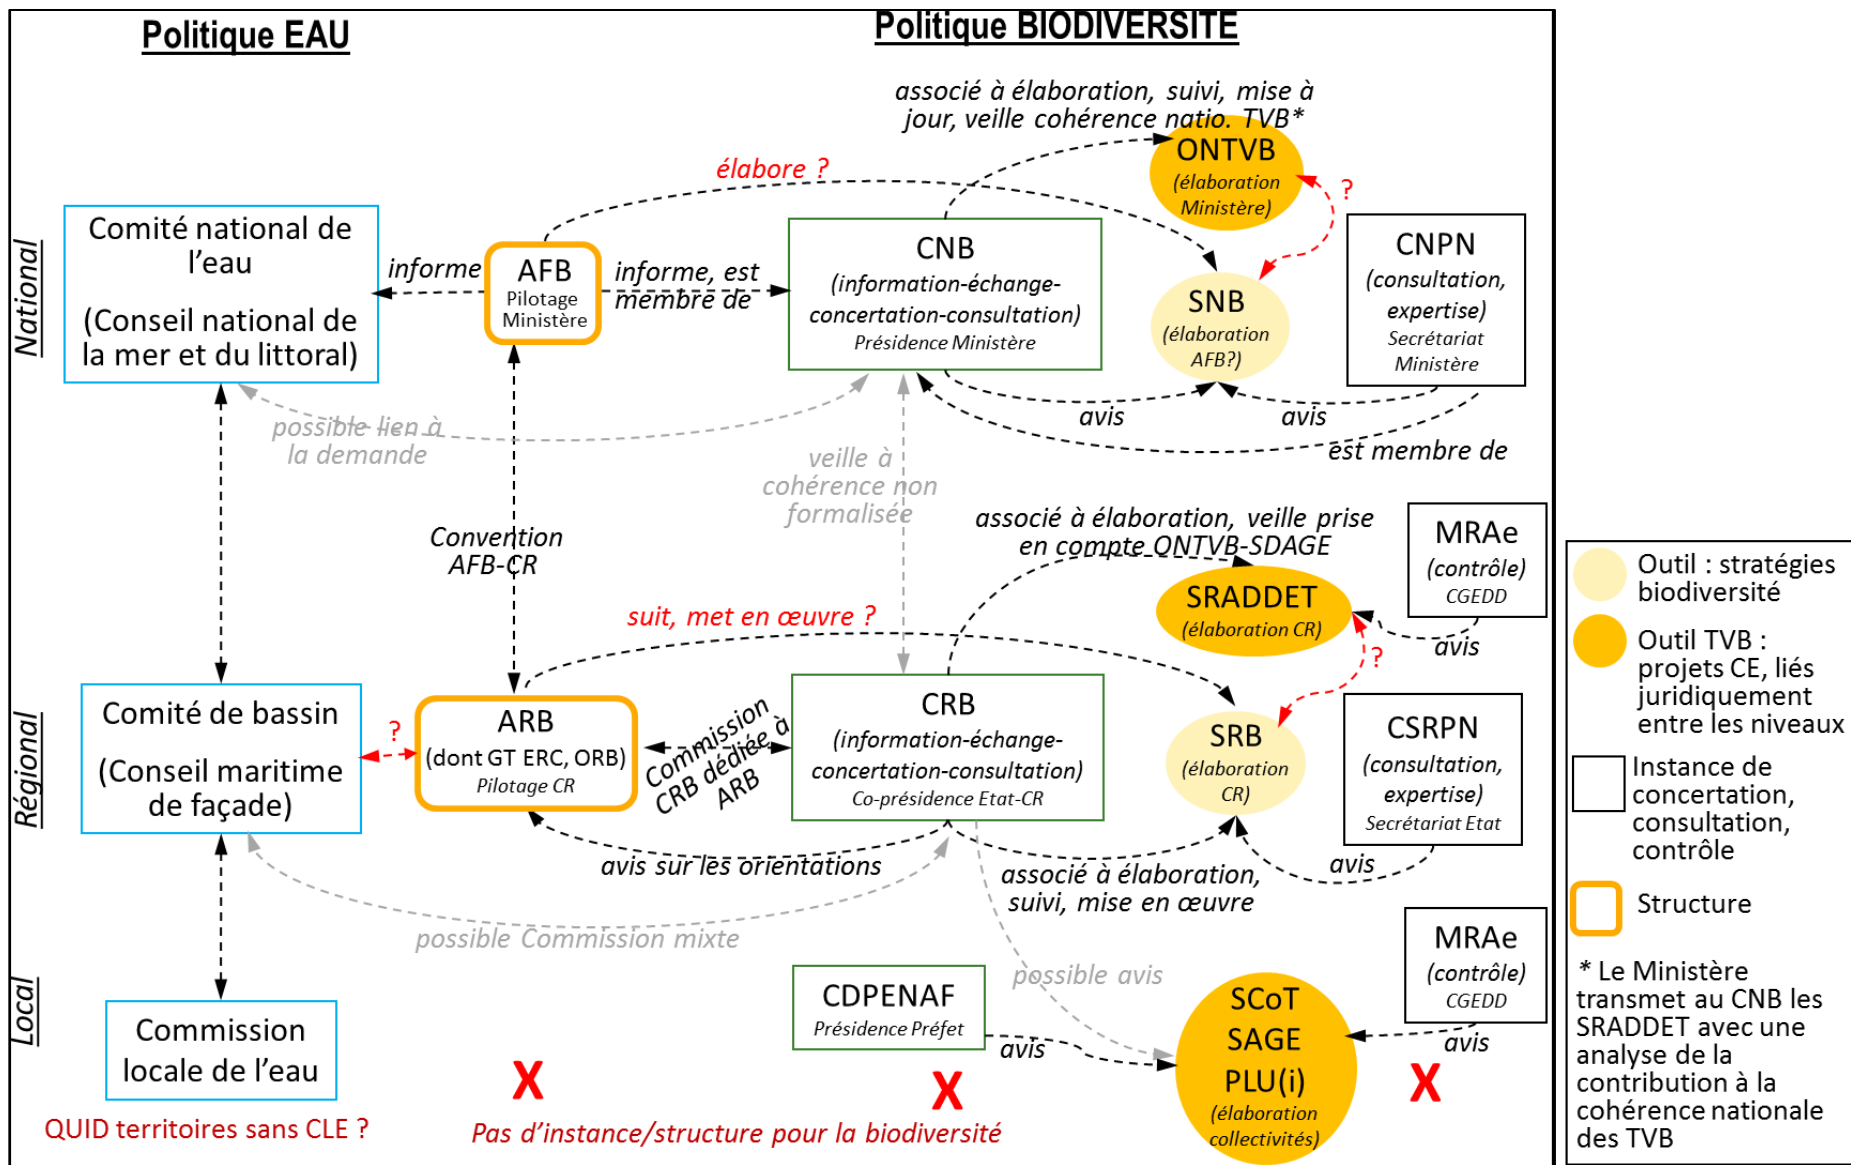 Politique EAU
Politique BIODIVERSITE
National
Régional
Local
associé à élaboration, suivi, mise à
jour, veille cohérence natio. TVB*
ONTVB
(élaboration
Ministère)
élabore ?
?
Comité national de
l'eau
(Conseil national de
la mer et du littoral)
informe
AFB
Pilotage
Ministère
informe, est
membre de
CNB
(information-échange-
concertation-consultation)
Présidence Ministère
SNB
(élaboration
AFB?)
CNPN
(consultation,
expertise)
Secrétariat
Ministère
avis
avis
est membre de
possible lien à
la demande
veille à
cohérence non
formalisée
Convention
AFB-CR
associé à élaboration, veille prise
en compte ONTVB-SDAGE
MRAe
(contrôle)
CGEDD
SRADDET
(élaboration CR)
avis
suit, met en œuvre ?
?
Comité de bassin
(Conseil maritime
de façade)
?
ARB
(dont GT ERC, ORB)
Pilotage CR
Commission
CRB dédiée à
ARB
CRB
(information-échange-
concertation-consultation)
Co-présidence Etat-CR
SRB
(élaboration
CR)
CSRPN
(consultation,
expertise)
Secrétariat Etat
avis sur les orientations
associé à élaboration,
suivi, mise en œuvre
avis
possible Commission mixte
possible avis
MRAe
(contrôle)
CGEDD
CDPENAF
Présidence Préfet
avis
SCoT
SAGE
PLU(i)
(élaboration
collectivités)
avis
Commission
locale de l'eau
X
X
X
QUID territoires sans CLE ?
Pas d'instance/structure pour la biodiversité
Outil : stratégies
biodiversité
Outil TVB :
projets CE, liés
juridiquement
entre les niveaux
Instance de
concertation,
consultation,
contrôle
Structure
* Le Ministère
transmet au CNB les
SRADDET avec une
analyse de la
contribution à la
cohérence nationale
des TVB